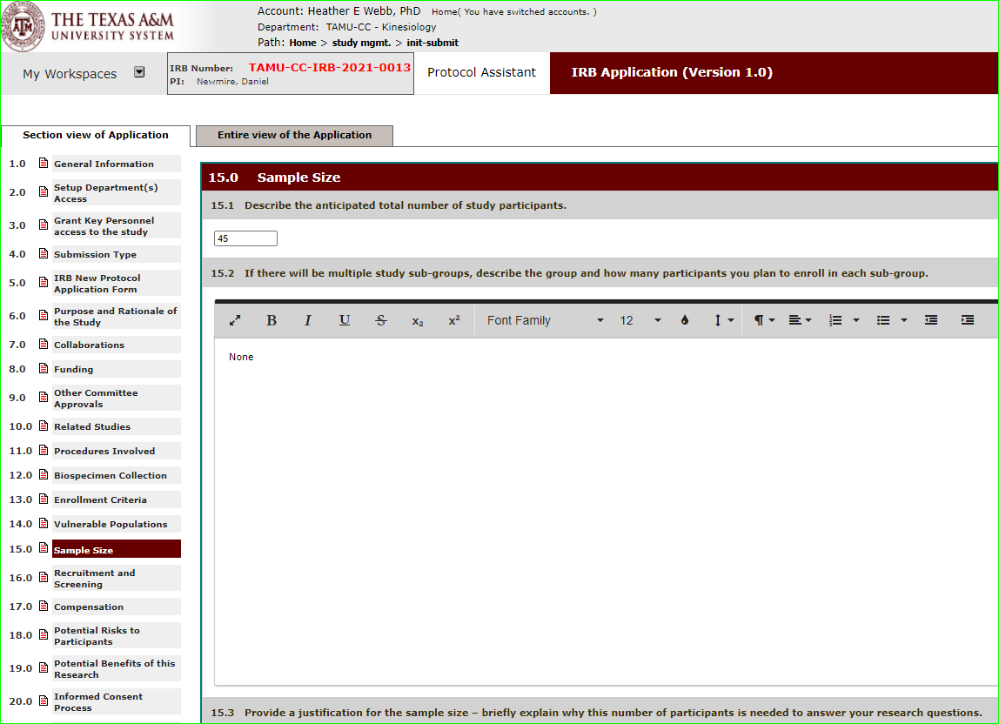 THE TEXAS A&M
UNIVERSITY SYSTEM
ATM
Account: Heather E Webb, PhD Home( You have switched accounts. )
Department: TAMU-CC - Kinesiology
Path: Home > study mgmt. > init-submit
My Workspaces
IRB Number: TAMU-CC-IRB-2021-0013
PI: Newmire, Daniel
Protocol Assistant
IRB Application (Version 1.0)
Section view of Application
Entire view of the Application
1.0 General Information
2.0 Setup Department(s)
Access
3.0 Grant Key Personnel
access to the study
4.0 Submission Type
5.0 IRB New Protocol
Application Form
6.0 Purpose and Rationale of
the Study
7.0 Collaborations
8.0 Funding
9.0 Other Committee
Approvals
10.0 Related Studies
11.0 Procedures Involved
12.0 Biospecimen Collection
13.0 Enrollment Criteria
14.0 Vulnerable Populations
15.0 Sample Size
16.0 Recruitment and
Screening
17.0 Compensation
18.0 Potential Risks to
Participants
19.0 Potential Benefits of this
Research
20.0 Informed Consent
Process
15.0 Sample Size
15.1 Describe the anticipated total number of study participants.
45
15.2 If there will be multiple study sub-groups, describe the group and how many participants you plan to enroll in each sub-group.
B I U S x₂ x² Font Family 12
None
15.3 Provide a justification for the sample size – briefly explain why this number of participants is needed to answer your research questions.